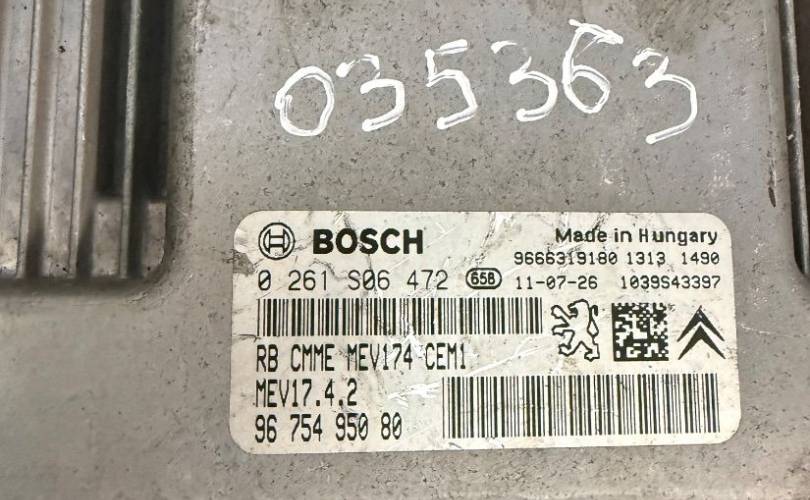 035363
BOSCH
Made in Hungary
9666319180 1313 1490
0 261 S06 472 65B 11-07-26 1039S43397
RB CMME MEV174 CEM1
MEV17.4.2
96 754 950 80